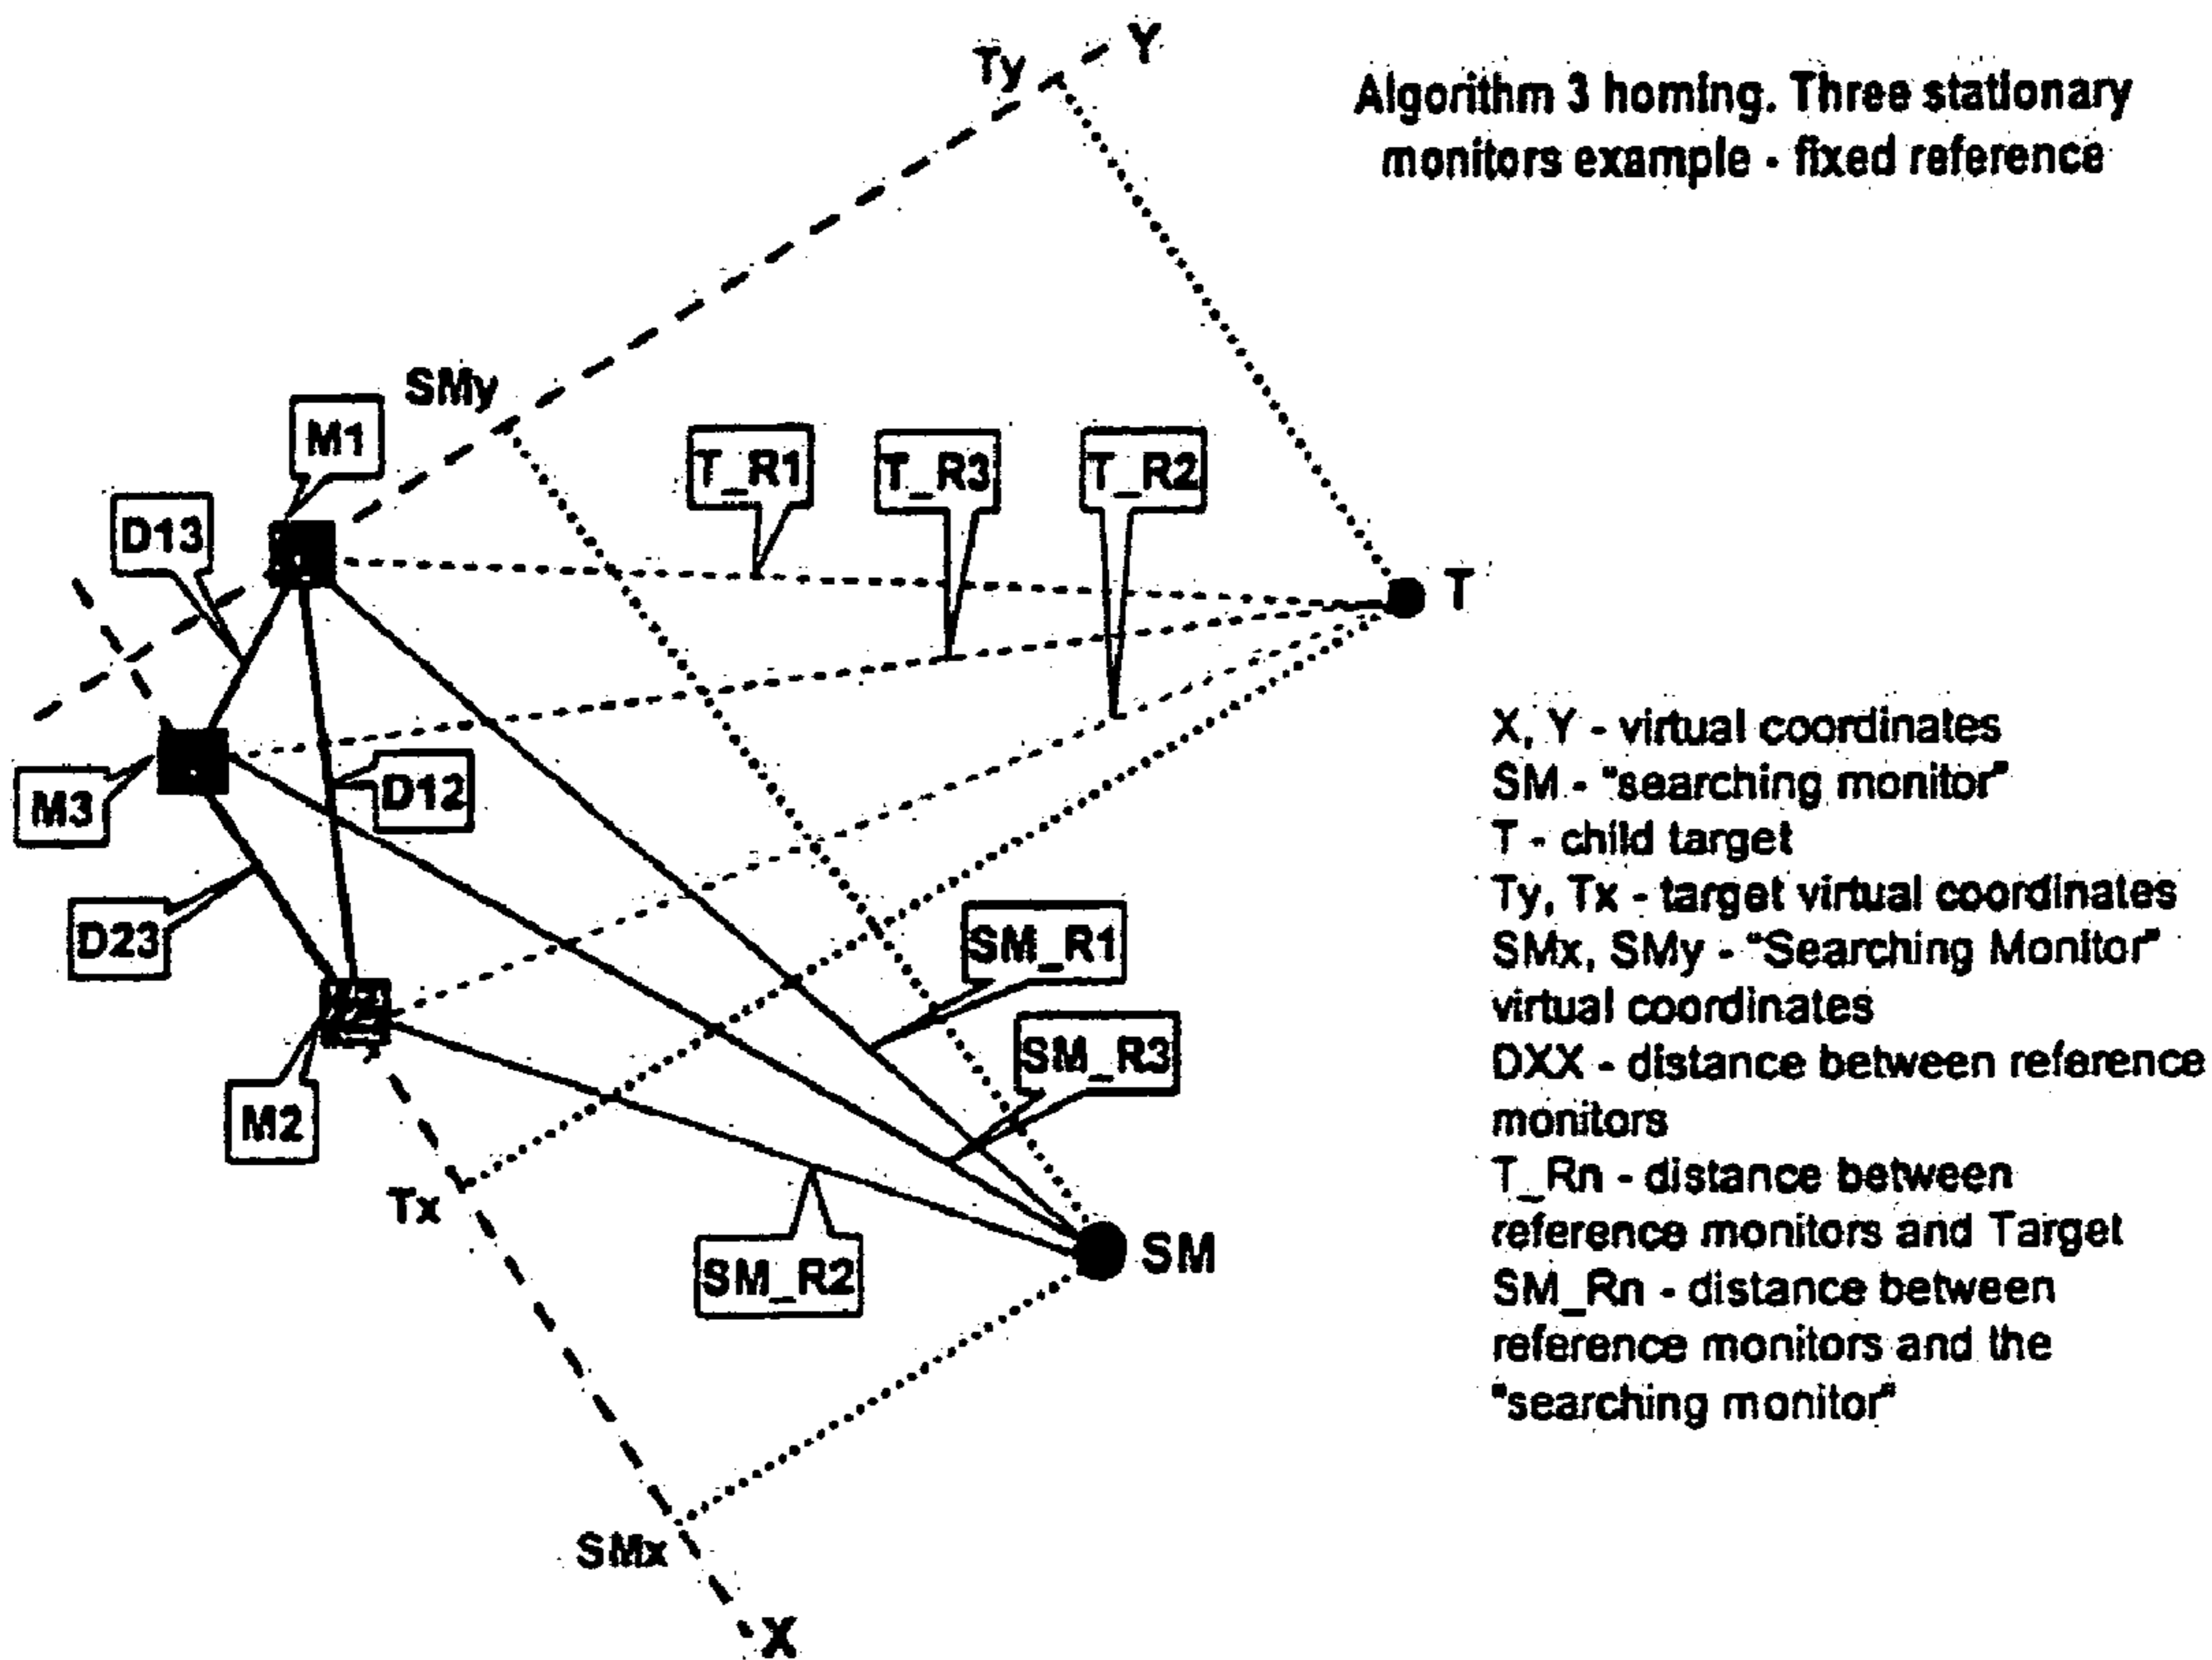 Ty
Y
Algorithm 3 homing. Three stationary
monitors example - fixed reference
SMy
M1
T_R1
T_R3
T_R2
D13
T
M3
D12
D23
SM_R1
SM_R3
M2
Tx
SM_R2
SM
SMx
X
X, Y - virtual coordinates
SM - "searching monitor"
T - child target
Ty, Tx - target virtual coordinates
SMx, SMy - "Searching Monitor"
virtual coordinates
DXX - distance between reference
monitors
T_Rn - distance between
reference monitors and Target
SM_Rn - distance between
reference monitors and the
"searching monitor"